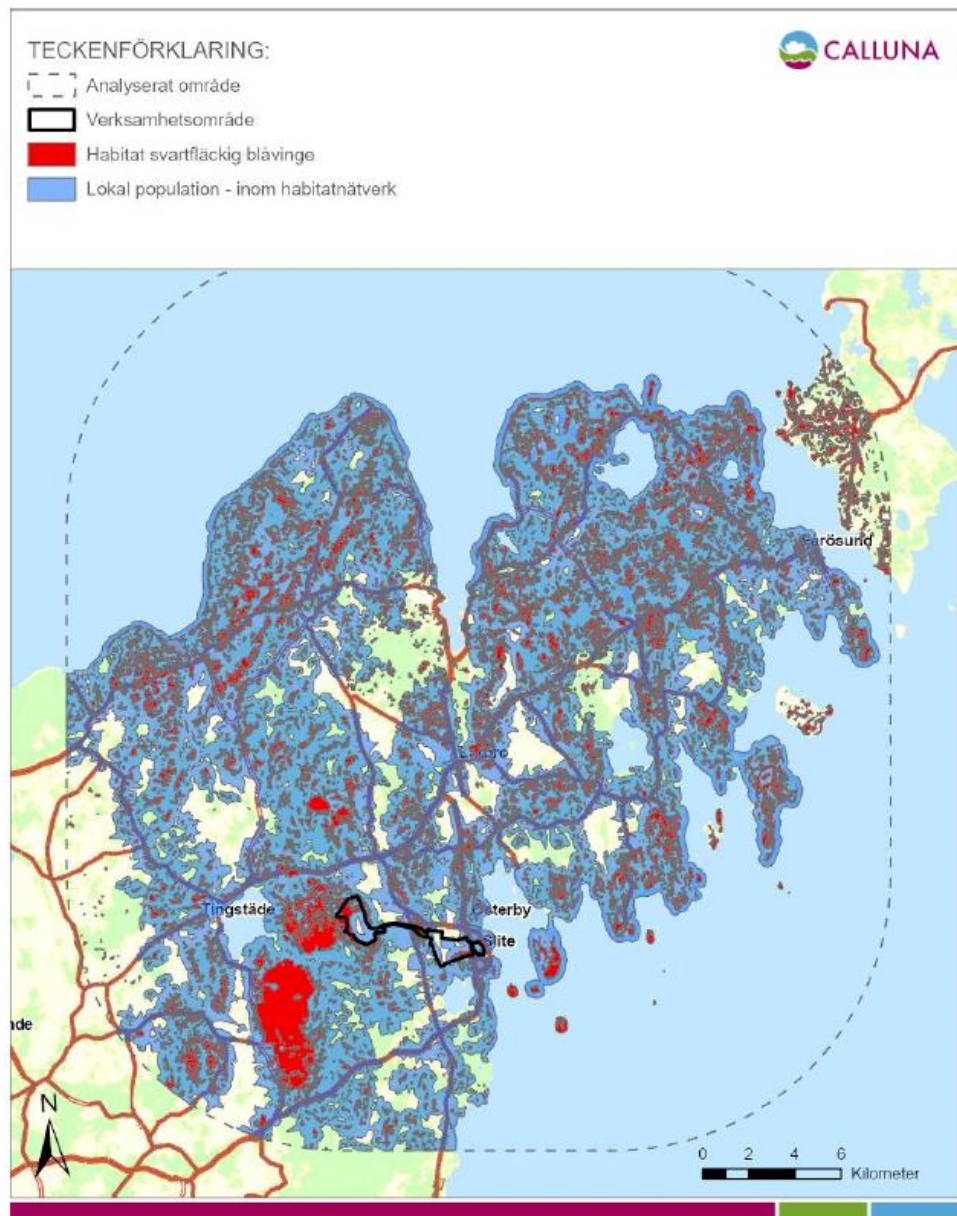 TECKENFÖRKLARING:
CALLUNA
Analyserat område
Verksamhetsområde
Habitat svartfläckig blåvinge
Lokal population - inom habitatnätverk
Fårösund
Tingstäde
Österby
Slite
nde
N
0 2 4 6
Kilometer